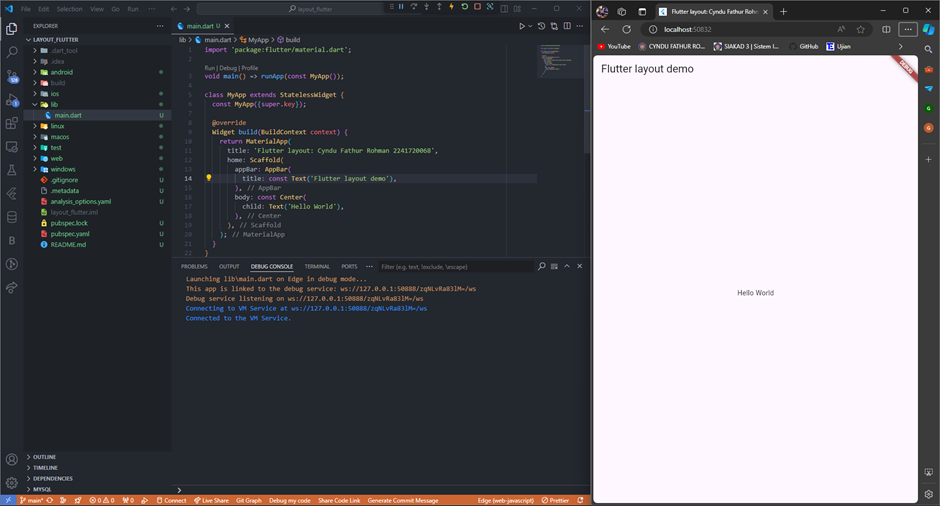 File Edit Selection View Go Run ···
layout_flutter
Flutter layout: Cyndu Fathur Rohm
localhost:50832
YouTube CYNDU FATHUR RO... SIAKAD 3 | Sistem I... GitHub Ujian
EXPLORER
LAYOUT_FLUTTER
.dart_tool
.idea
android
build
ios
lib
main.dart U
linux
macos
test
web
windows
.gitignore U
.metadata U
analysis_options.yaml U
layout_flutter.iml
pubspec.lock U
pubspec.yaml U
README.md U
OUTLINE
TIMELINE
DEPENDENCIES
MYSQL
main.dart U
lib > main.dart > MyApp > build
1 import 'package:flutter/material.dart';
2
Run | Debug | Profile
3 void main() => runApp(const MyApp());
4
5 class MyApp extends StatelessWidget {
6 const MyApp({super.key});
7
8 @override
9 Widget build(BuildContext context) {
10 return MaterialApp(
11 title: 'Flutter layout: Cyndu Fathur Rohman 2241720068',
12 home: Scaffold(
13 appBar: AppBar(
14 title: const Text('Flutter layout demo'),
15 ), // AppBar
16 body: const Center(
17 child: Text('Hello World'),
18 ), // Center
19 ), // Scaffold
20 ); // MaterialApp
21 }
22 }
PROBLEMS OUTPUT DEBUG CONSOLE TERMINAL PORTS ··· Filter (e.g. text, !exclude, \escape)
Launching lib\main.dart on Edge in debug mode...
This app is linked to the debug service: ws://127.0.0.1:50888/zqNLvRa83lM=/ws
Debug service listening on ws://127.0.0.1:50888/zqNLvRa83lM=/ws
Connecting to VM Service at ws://127.0.0.1:50888/zqNLvRa83lM=/ws
Connected to the VM Service.
main* 0 0 0 Connect Live Share Git Graph Debug my code Share Code Link Generate Commit Message Edge (web-javascript) Prettier
Flutter layout demo
DEBUG
Hello World